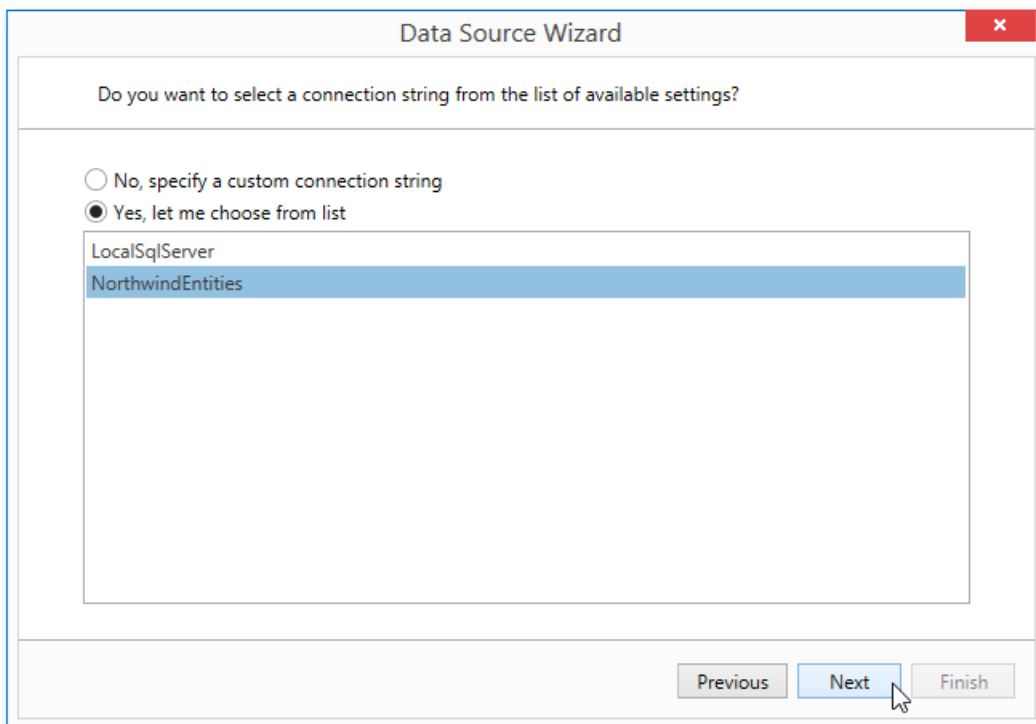 Data Source Wizard
Do you want to select a connection string from the list of available settings?
No, specify a custom connection string
Yes, let me choose from list
LocalSqlServer
NorthwindEntities
Previous Next Finish